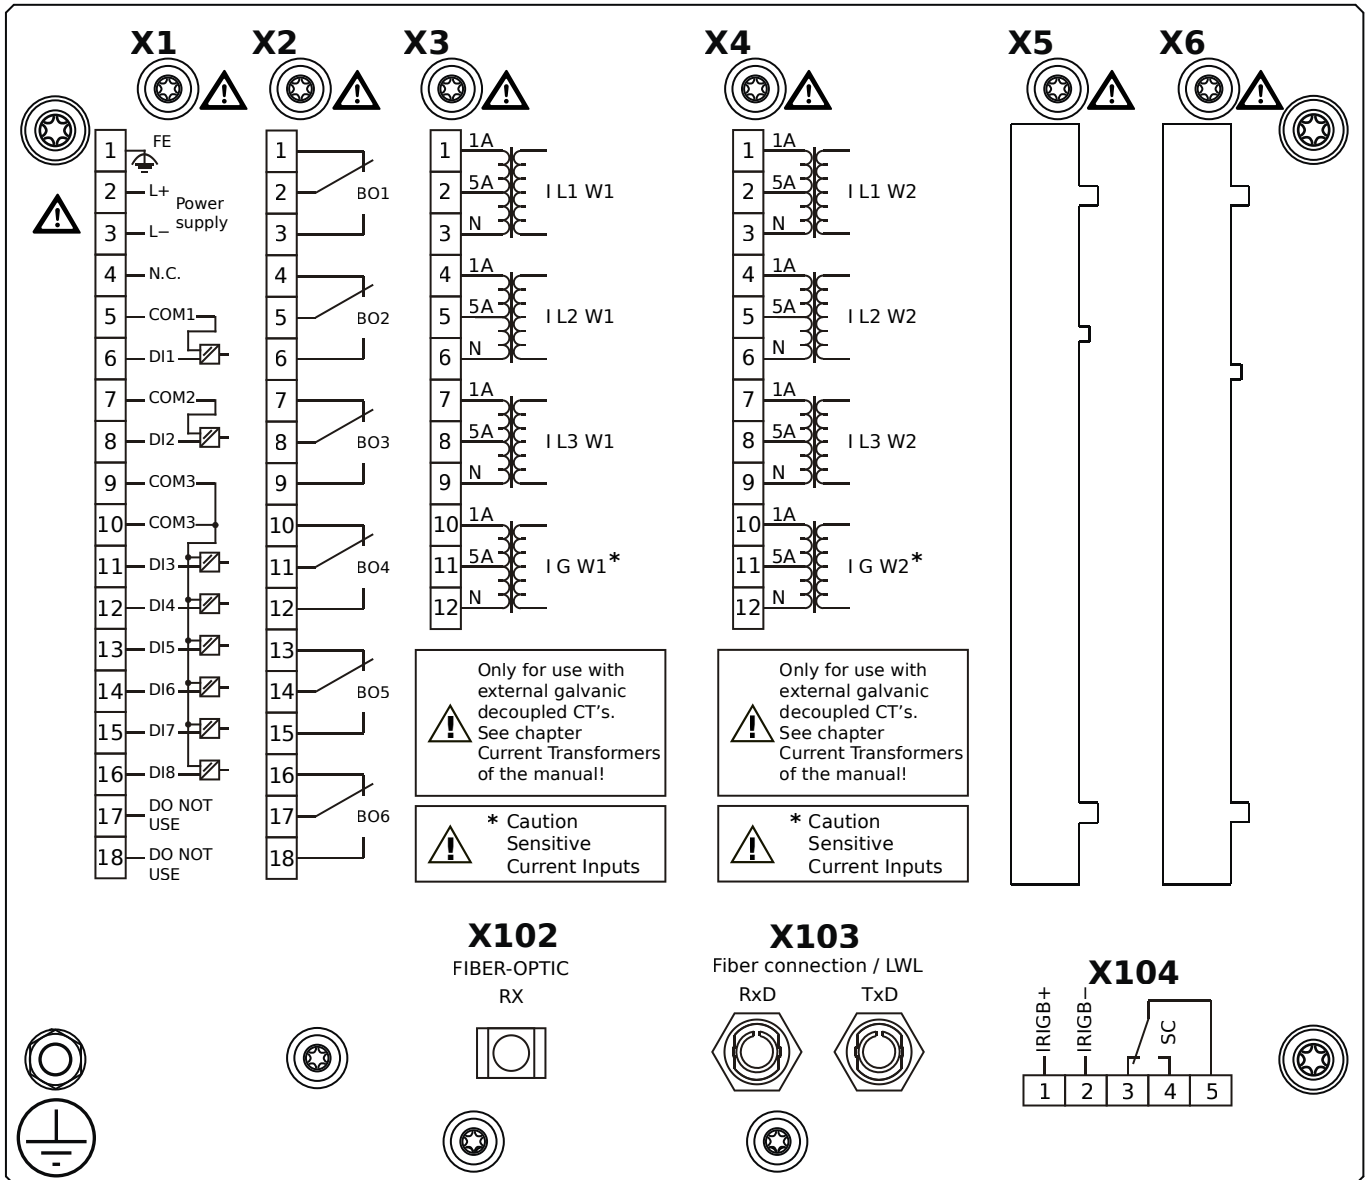 X1
X2
X3
X4
X5
X6
1 FE
2 L+
Power
supply
3 L−
4 N.C.
5 COM1
6 DI1
7 COM2
8 DI2
9 COM3
10 COM3
11 DI3
12 DI4
13 DI5
14 DI6
15 DI7
16 DI8
17 DO NOT
USE
18 DO NOT
USE
1
2 BO1
3
4
5 BO2
6
7
8 BO3
9
10
11 BO4
12
13
14 BO5
15
16
17 BO6
18
1 1A
2 5A I L1 W1
3 N
4 1A
5 5A I L2 W1
6 N
7 1A
8 5A I L3 W1
9 N
10 1A
11 5A I G W1*
12 N
Only for use with
external galvanic
decoupled CT's.
See chapter
Current Transformers
of the manual!
* Caution
Sensitive
Current Inputs
1 1A
2 5A I L1 W2
3 N
4 1A
5 5A I L2 W2
6 N
7 1A
8 5A I L3 W2
9 N
10 1A
11 5A I G W2*
12 N
Only for use with
external galvanic
decoupled CT's.
See chapter
Current Transformers
of the manual!
* Caution
Sensitive
Current Inputs
X102
FIBER-OPTIC
RX
X103
Fiber connection / LWL
RxD TxD
X104
IRIGB+
IRIGB−
SC
1 2 3 4 5